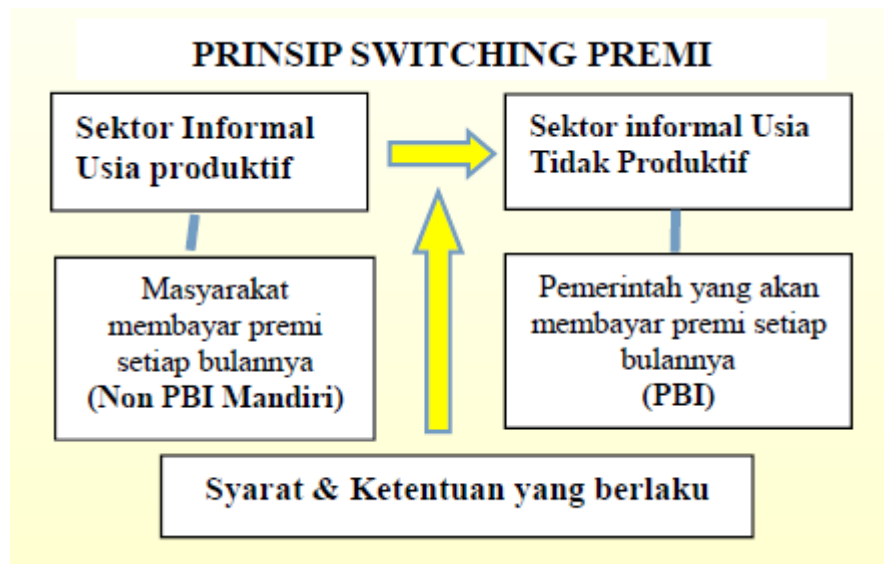 PRINSIP SWITCHING PREMI
Sektor Informal
Usia produktif
Sektor informal Usia
Tidak Produktif
Masyarakat
membayar premi
setiap bulannya
(Non PBI Mandiri)
Pemerintah yang akan
membayar premi setiap
bulannya
(PBI)
Syarat & Ketentuan yang berlaku